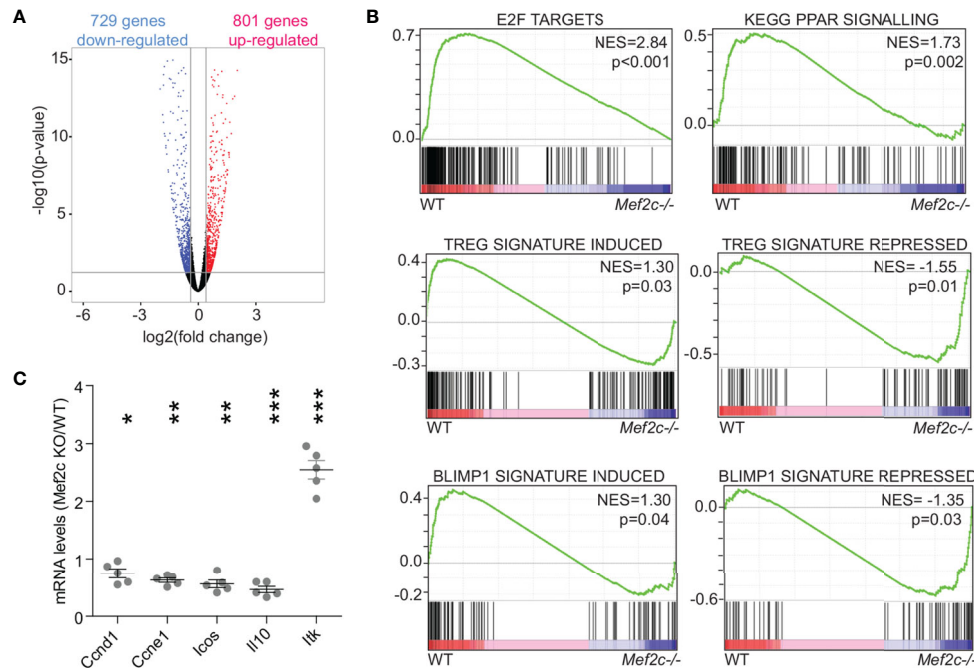 A
729 genes
down-regulated
801 genes
up-regulated
15
10
5
0
-log10(p-value)
-6
-3
0
3
log2(fold change)
B
E2F TARGETS
0.7
0.0
NES=2.84
p<0.001
WT
Mef2c-/-
KEGG PPAR SIGNALLING
0.5
0.0
NES=1.73
p=0.002
WT
Mef2c-/-
TREG SIGNATURE INDUCED
0.4
0.0
-0.3
NES=1.30
p=0.03
WT
Mef2c-/-
TREG SIGNATURE REPRESSED
0.0
-0.5
NES= -1.55
p=0.01
WT
Mef2c-/-
BLIMP1 SIGNATURE INDUCED
0.4
0.0
-0.2
NES=1.30
p=0.04
WT
Mef2c-/-
BLIMP1 SIGNATURE REPRESSED
0.0
-0.6
NES= -1.35
p=0.03
WT
Mef2c-/-
C
mRNA levels (Mef2c KO/WT)
4
3
2
1
0
*
**
**
***
***
Ccnd1
Ccne1
Icos
Il10
Itk